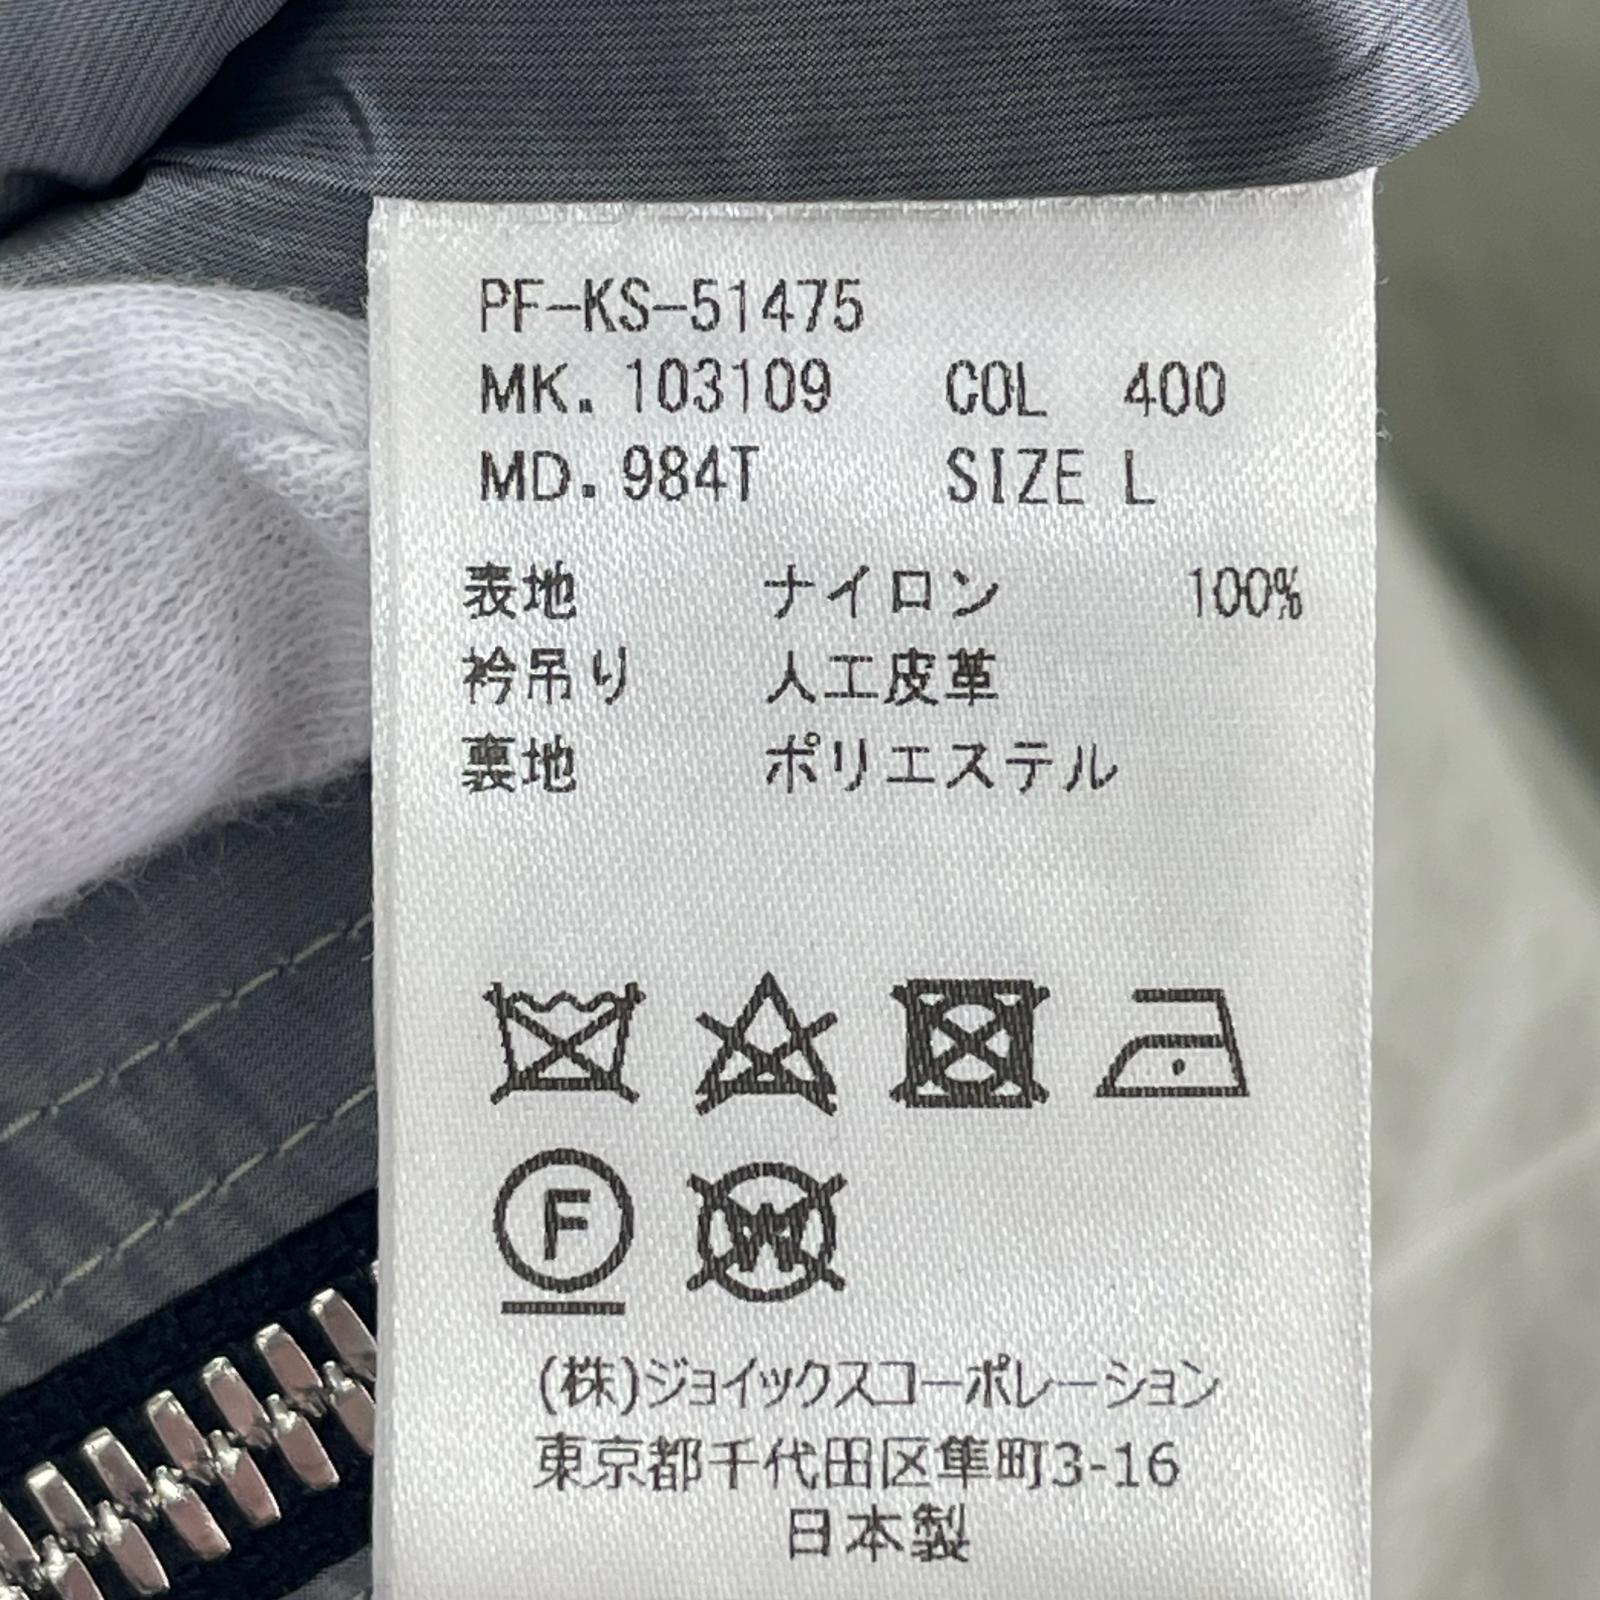 PF-KS-51475
MK. 103109 COL 400
MD. 984T SIZE L
表地 ナイロン 100%
衿吊り 人工皮革
裏地 ポリエステル
F W
(株)ジョイックスコーポレーション
東京都千代田区隼町3-16
日本製